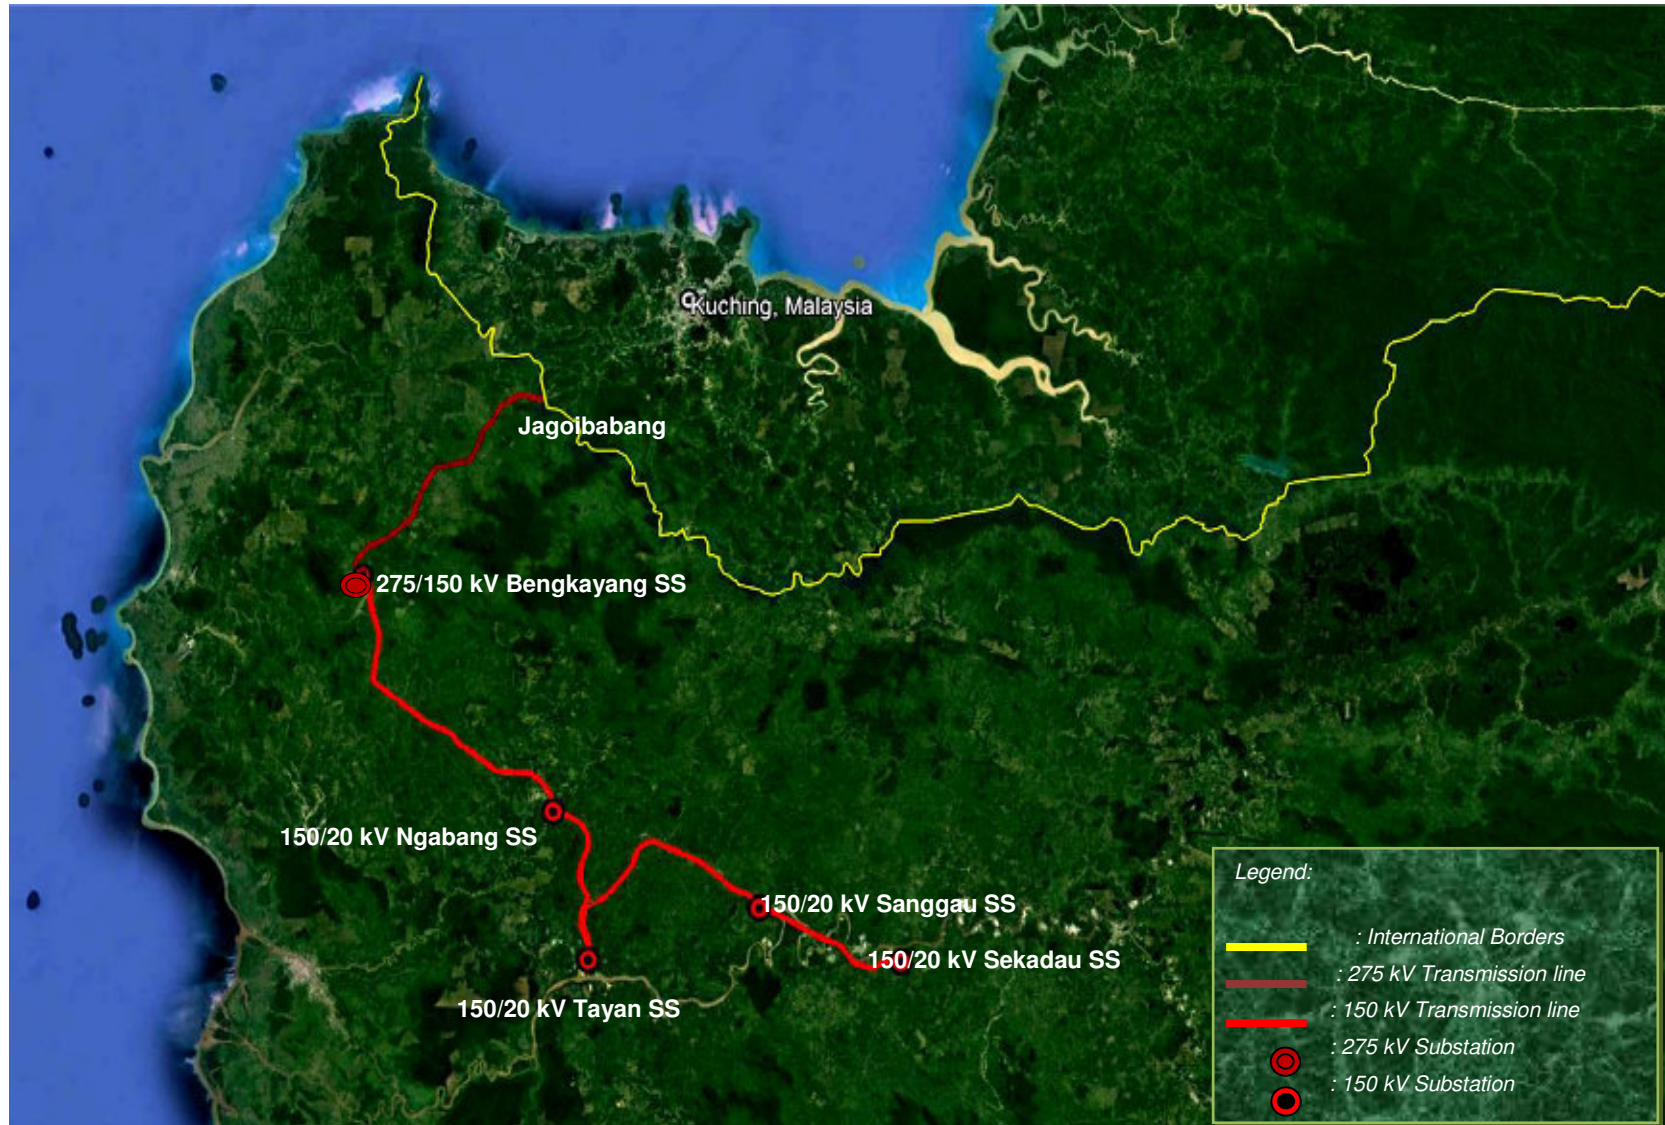 Kuching, Malaysia
Jagoibabang
275/150 kV Bengkayang SS
150/20 kV Ngabang SS
150/20 kV Sanggau SS
150/20 kV Sekadau SS
150/20 kV Tayan SS
Legend:
: International Borders
: 275 kV Transmission line
: 150 kV Transmission line
: 275 kV Substation
: 150 kV Substation